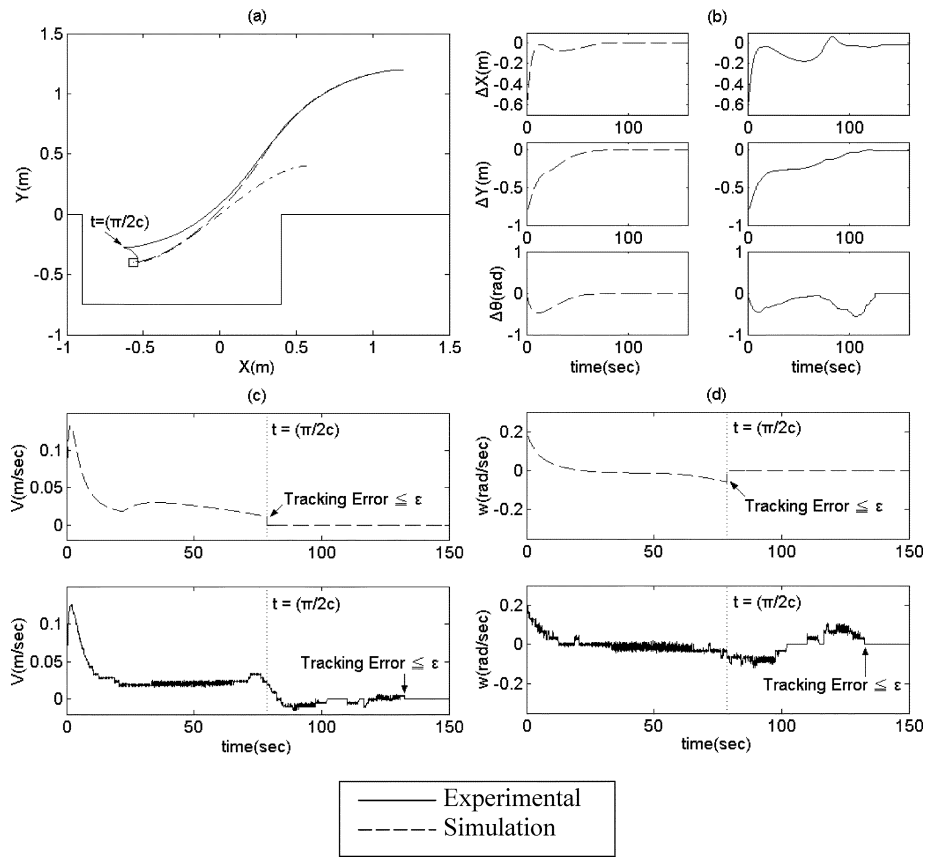 (a)
1.5
1
0.5
0
-0.5
-1
Y(m)
t=(π/2c)
-1 -0.5 0 0.5 1 1.5
X(m)
(b)
0
-0.2
-0.4
-0.6
ΔX(m)
0 100
0
-0.2
-0.4
-0.6
0 100
0
-0.5
-1
ΔY(m)
0 100
0
-0.5
-1
0 100
1
0
-1
Δθ(rad)
0 100
time(sec)
1
0
-1
0 100
time(sec)
(c)
0.1
0.05
0
V(m/sec)
t = (π/2c)
Tracking Error ≦ ε
0 50 100 150
0.1
0.05
0
V(m/sec)
t = (π/2c)
Tracking Error ≦ ε
0 50 100 150
time(sec)
(d)
0.2
0
-0.2
w(rad/sec)
t = (π/2c)
Tracking Error ≦ ε
0 50 100 150
0.2
0
-0.2
w(rad/sec)
t = (π/2c)
Tracking Error ≦ ε
0 50 100 150
time(sec)
Experimental
Simulation